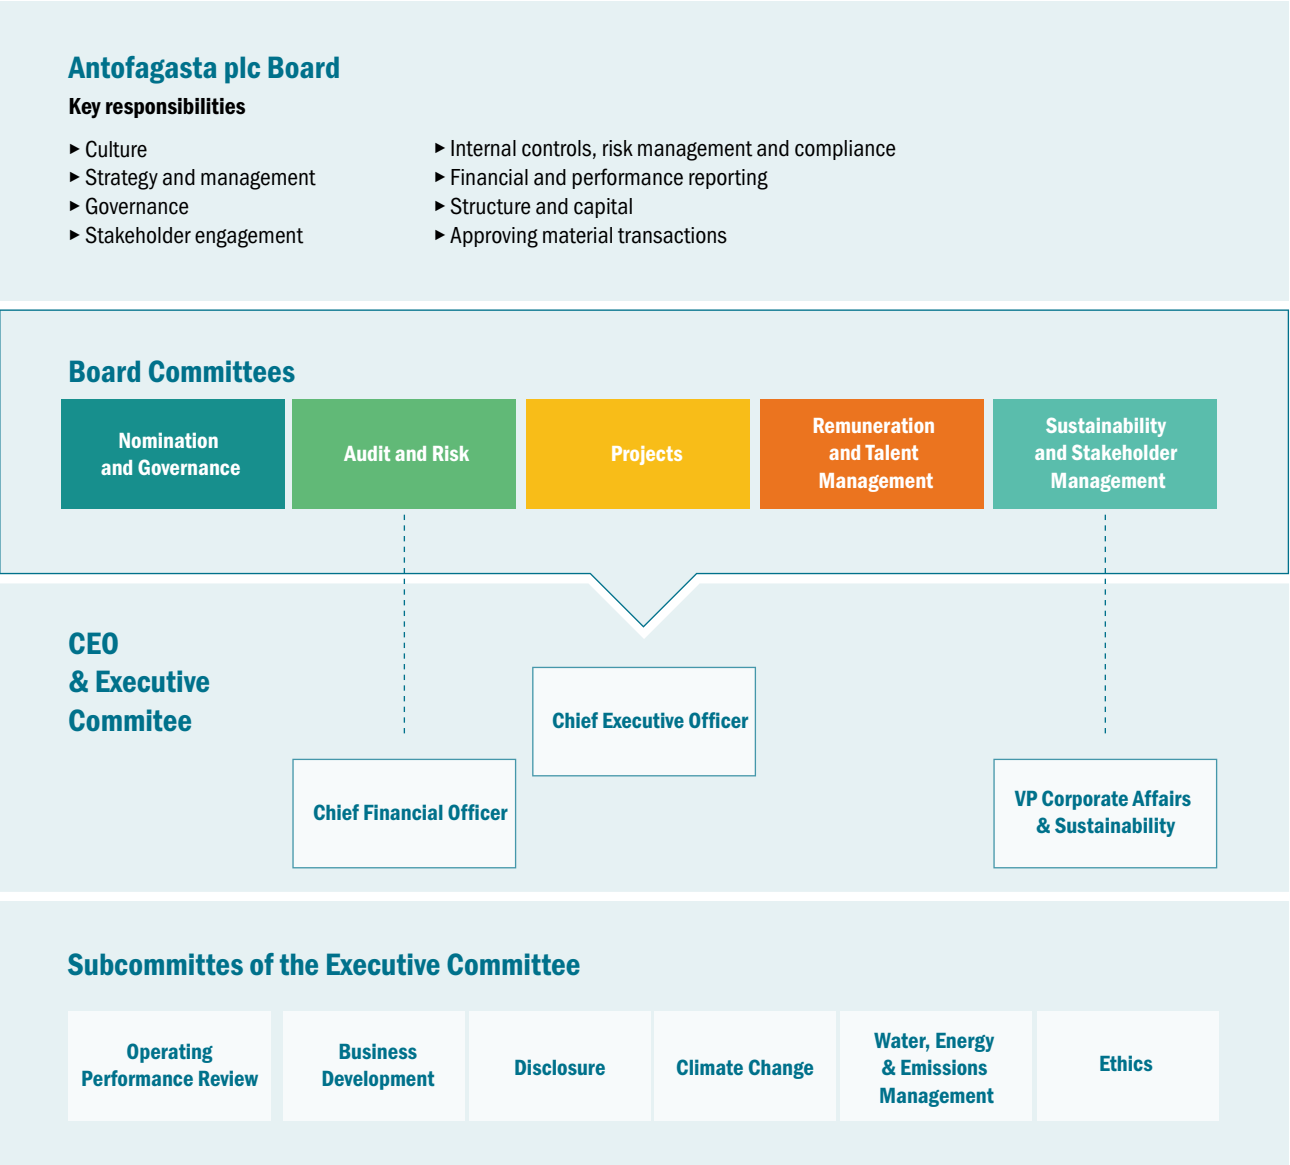 Antofagasta plc Board
Key responsibilities
▸ Culture
▸ Strategy and management
▸ Governance
▸ Stakeholder engagement
▸ Internal controls, risk management and compliance
▸ Financial and performance reporting
▸ Structure and capital
▸ Approving material transactions
Board Committees
Nomination
and Governance
Audit and Risk
Projects
Remuneration
and Talent
Management
Sustainability
and Stakeholder
Management
CEO
& Executive
Commitee
Chief Executive Officer
Chief Financial Officer
VP Corporate Affairs
& Sustainability
Subcommittes of the Executive Committee
Operating
Performance Review
Business
Development
Disclosure
Climate Change
Water, Energy
& Emissions
Management
Ethics